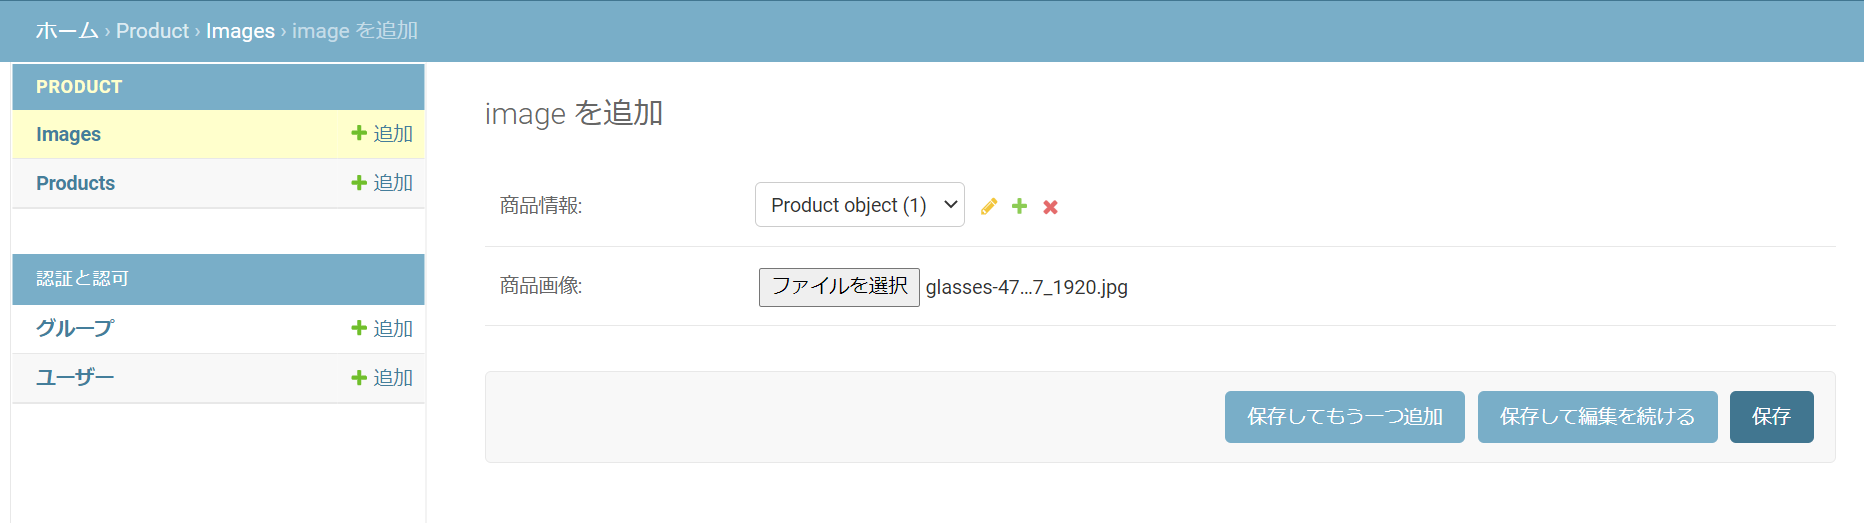 ホーム › Product › Images › image を追加
PRODUCT
Images + 追加
Products + 追加
認証と認可
グループ + 追加
ユーザー + 追加
image を追加
商品情報: Product object (1)
商品画像: ファイルを選択 glasses-47...7_1920.jpg
保存してもう一つ追加 保存して編集を続ける 保存